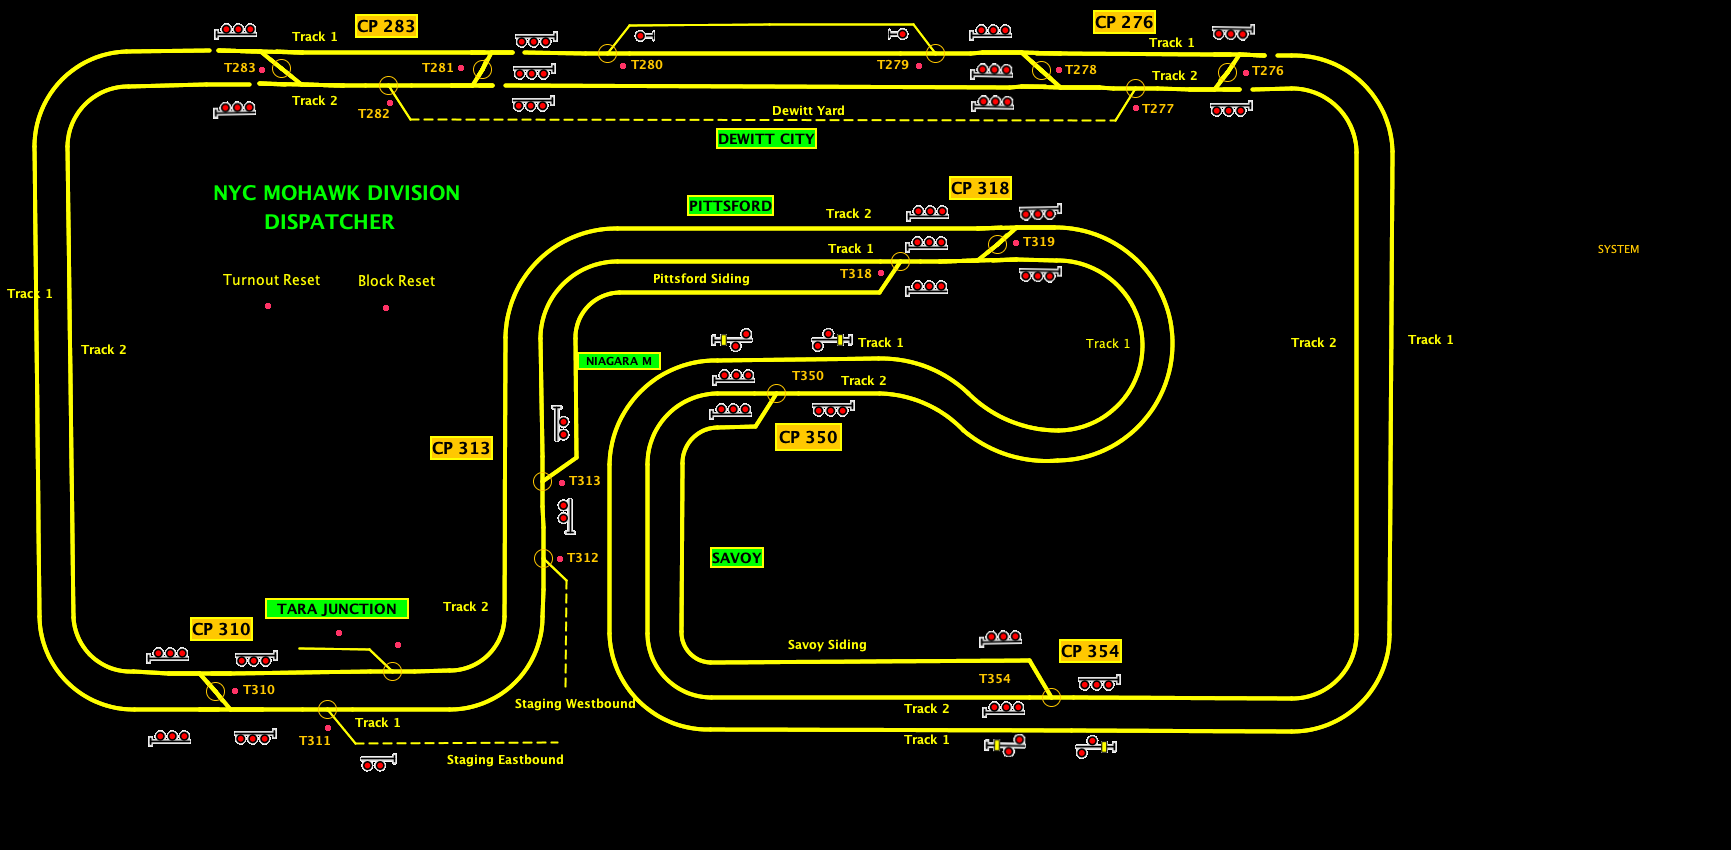 CP 283
CP 276
Track 1
Track 1
T283
T281
T280
T279
T278
T276
Track 2
Track 2
T282
Dewitt Yard
T277
DEWITT CITY
NYC MOHAWK DIVISION
DISPATCHER
CP 318
PITTSFORD
Track 2
Track 1
T319
SYSTEM
T318
Pittsford Siding
Turnout Reset
Block Reset
Track 1
Track 2
NIAGARA M
Track 1
Track 1
Track 2
Track 1
T350
Track 2
CP 313
CP 350
T313
T312
SAVOY
TARA JUNCTION
Track 2
CP 310
Savoy Siding
CP 354
T310
T354
Staging Westbound
Track 2
Track 1
T311
Track 1
Staging Eastbound